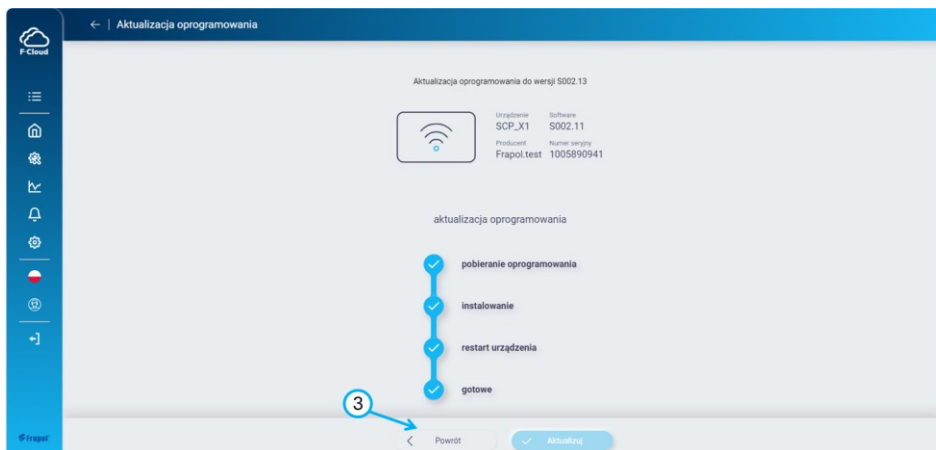 F-Cloud
← | Aktualizacja oprogramowania
Aktualizacja oprogramowania do wersji S002.13
Urządzenie Software
SCP_X1 S002.11
Producent Numer seryjny
Frapol.test 1005890941
aktualizacja oprogramowania
pobieranie oprogramowania
instalowanie
restart urządzenia
gotowe
3
Powrót Aktualizuj
Frapol